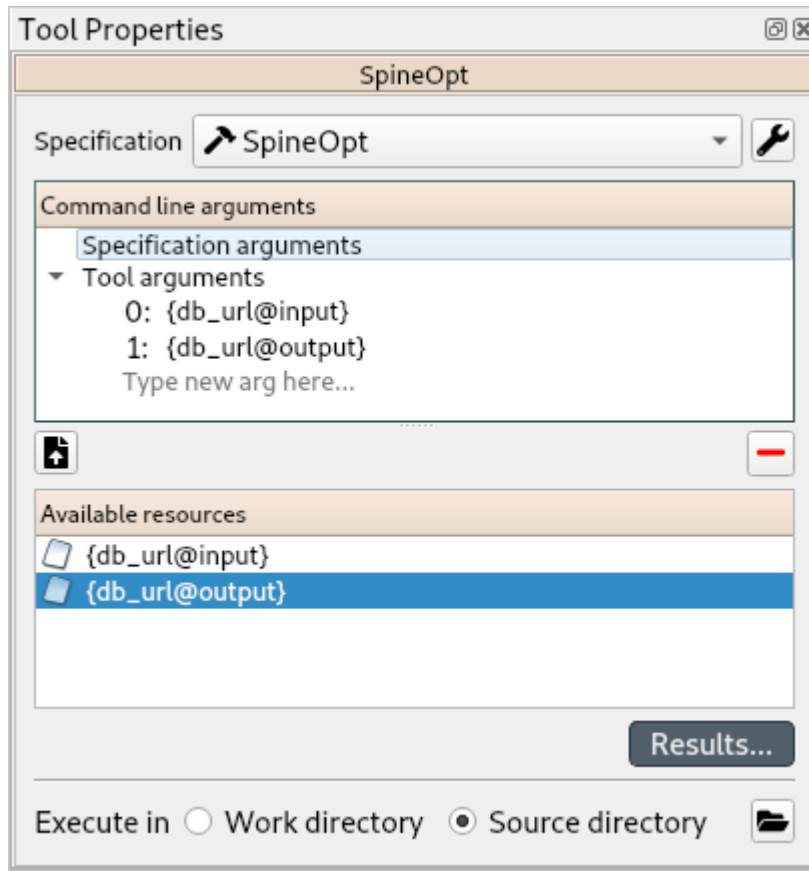 Tool Properties
SpineOpt
Specification SpineOpt
Command line arguments
Specification arguments
Tool arguments
0: {db_url@input}
1: {db_url@output}
Type new arg here...
Available resources
{db_url@input}
{db_url@output}
Results...
Execute in Work directory Source directory